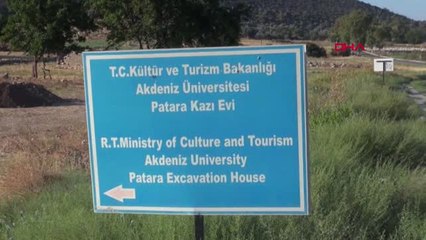 DHA
T.C.Kültür ve Turizm Bakanlığı
Akdeniz Üniversitesi
Patara Kazı Evi
R.T.Ministry of Culture and Tourism
Akdeniz University
Patara Excavation House